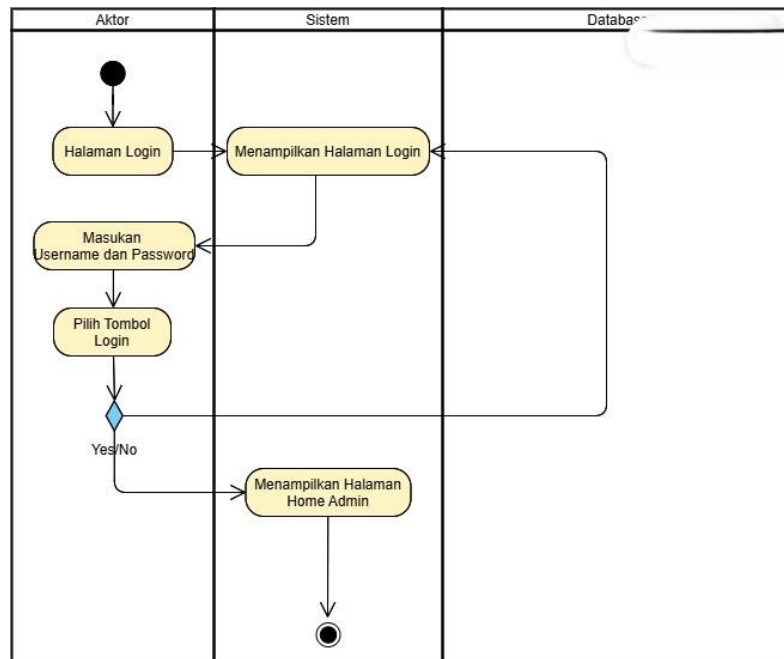 Aktor
Sistem
Databas
Halaman Login
Menampilkan Halaman Login
Masukan
Username dan Password
Pilih Tombol
Login
Yes/No
Menampilkan Halaman
Home Admin